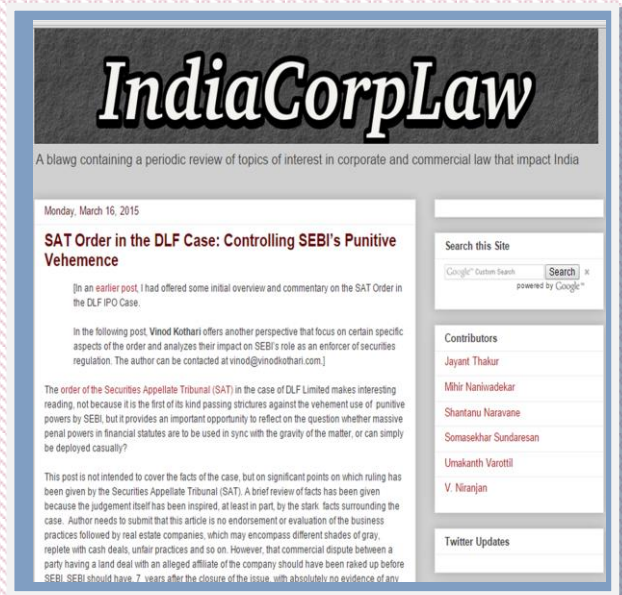 IndiaCorpLaw
A blawg containing a periodic review of topics of interest in corporate and commercial law that impact India
Monday, March 16, 2015
SAT Order in the DLF Case: Controlling SEBI's Punitive
Vehemence
[In an earlier post, I had offered some initial overview and commentary on the SAT Order in
the DLF IPO Case.
In the following post, Vinod Kothari offers another perspective that focus on certain specific
aspects of the order and analyzes their impact on SEBI's role as an enforcer of securities
regulation. The author can be contacted at vinod@vinodkothari.com.]
The order of the Securities Appellate Tribunal (SAT) in the case of DLF Limited makes interesting
reading, not because it is the first of its kind passing strictures against the vehement use of punitive
powers by SEBI, but it provides an important opportunity to reflect on the question whether massive
penal powers in financial statutes are to be used in sync with the gravity of the matter, or can simply
be deployed casually?
This post is not intended to cover the facts of the case, but on significant points on which ruling has
been given by the Securities Appellate Tribunal (SAT). A brief review of facts has been given
because the judgement itself has been inspired, at least in part, by the stark facts surrounding the
case. Author needs to submit that this article is no endorsement or evaluation of the business
practices followed by real estate companies, which may encompass different shades of gray,
replete with cash deals, unfair practices and so on. However, that commercial dispute between a
party having a land deal with an alleged affiliate of the company should have been raked up before
SEBI, SEBI should have, 7 years after the closure of the issue, with absolutely no evidence of any
Search this Site
Google™ Custom Search
Search
×
powered by Google™
Contributors
Jayant Thakur
Mihir Naniwadekar
Shantanu Naravane
Somasekhar Sundaresan
Umakanth Varottil
V. Niranjan
Twitter Updates